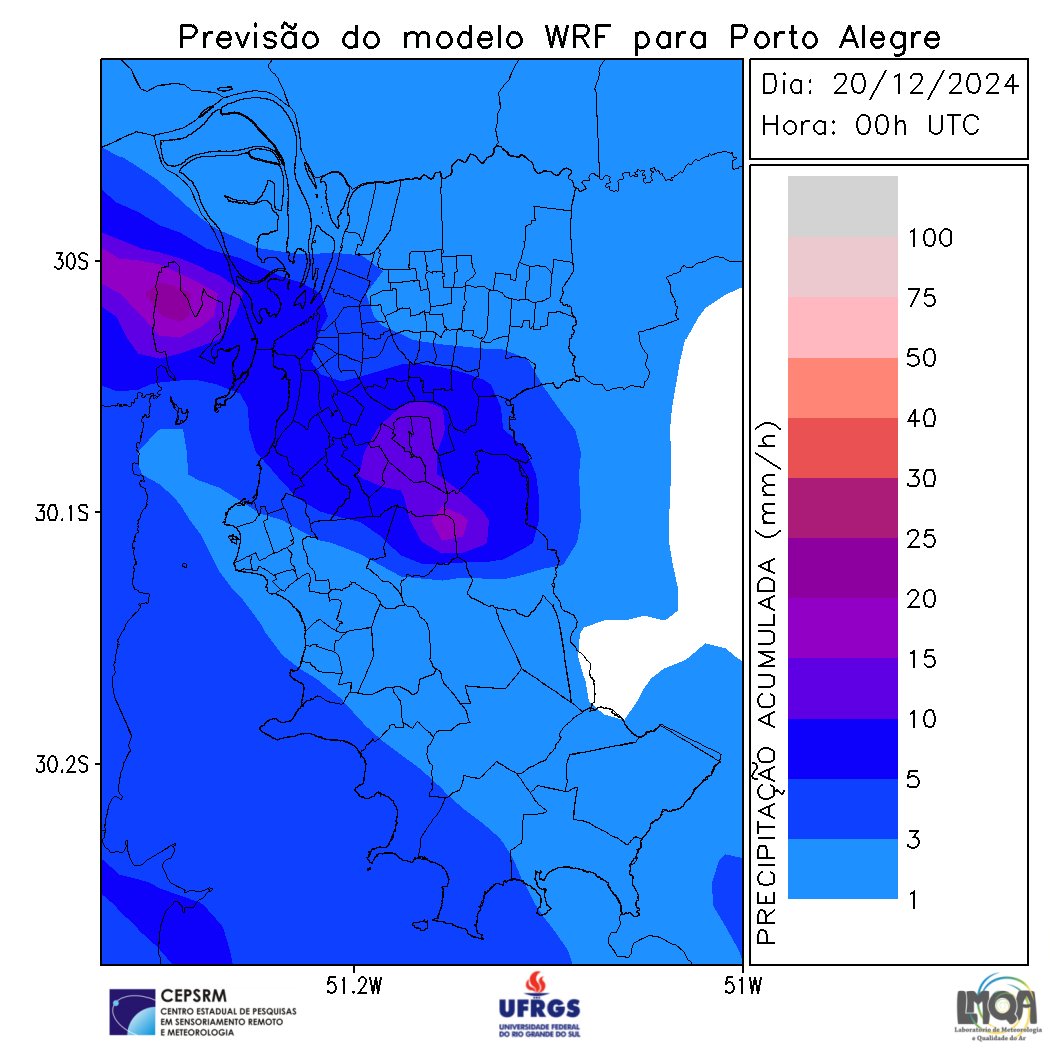 Previsão do modelo WRF para Porto Alegre
Dia: 20/12/2024
Hora: 00h UTC
30S
30.1S
30.2S
51.2W
51W
PRECIPITAÇÃO ACUMULADA (mm/h)
100
75
50
40
30
25
20
15
10
5
3
1
CEPSRM
CENTRO ESTADUAL DE PESQUISAS
EM SENSORIAMENTO REMOTO
E METEOROLOGIA
UFRGS
UNIVERSIDADE FEDERAL
DO RIO GRANDE DO SUL
LMQA
Laboratório de Meteorologia
e Qualidade do Ar